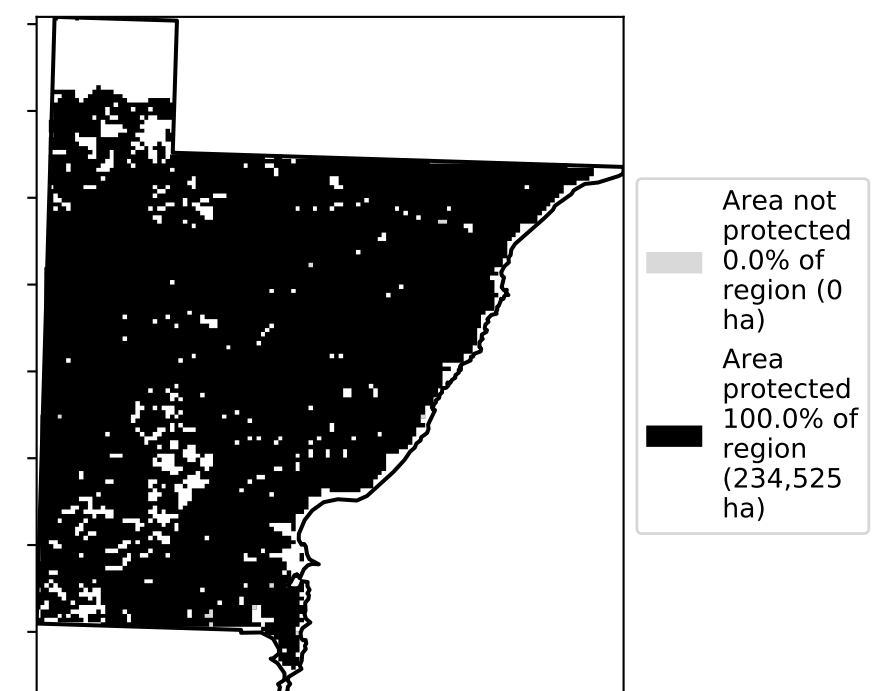 Area not
protected
0.0% of
region (0
ha)
Area
protected
100.0% of
region
(234,525
ha)